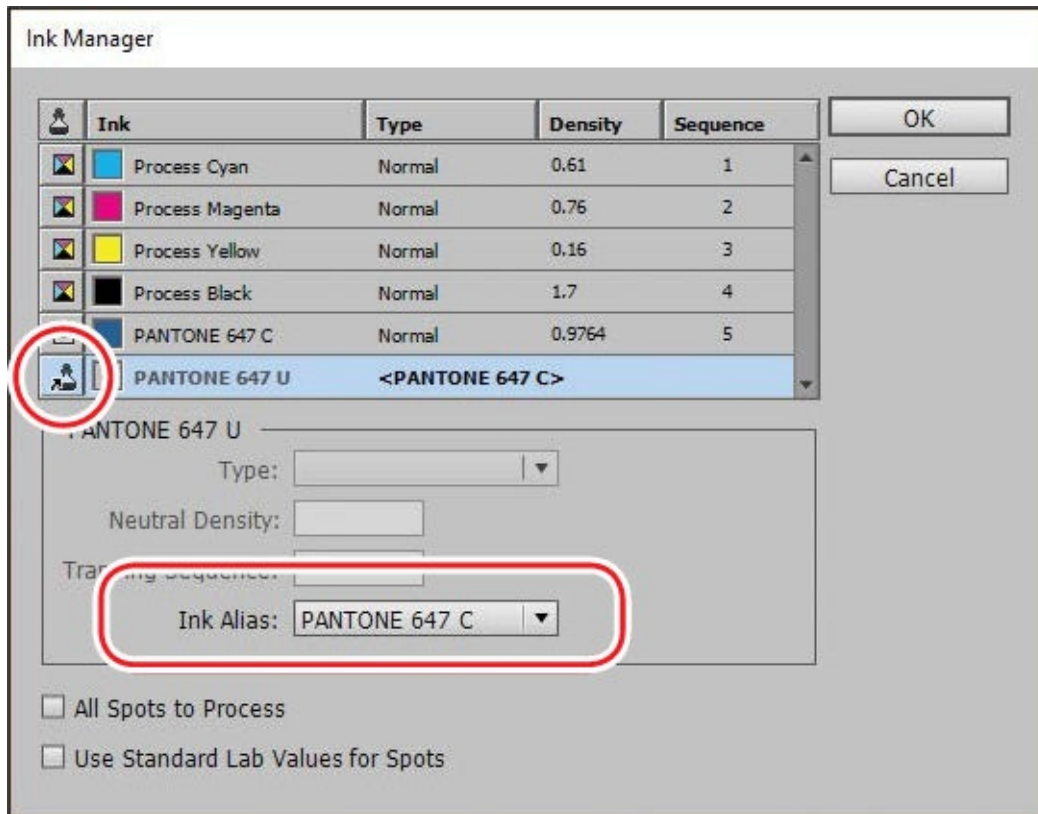 Ink Manager
Ink Type Density Sequence
OK
Process Cyan Normal 0.61 1
Cancel
Process Magenta Normal 0.76 2
Process Yellow Normal 0.16 3
Process Black Normal 1.7 4
PANTONE 647 C Normal 0.9764 5
PANTONE 647 U <PANTONE 647 C>
PANTONE 647 U
Type:
Neutral Density:
Ink Alias: PANTONE 647 C
All Spots to Process
Use Standard Lab Values for Spots